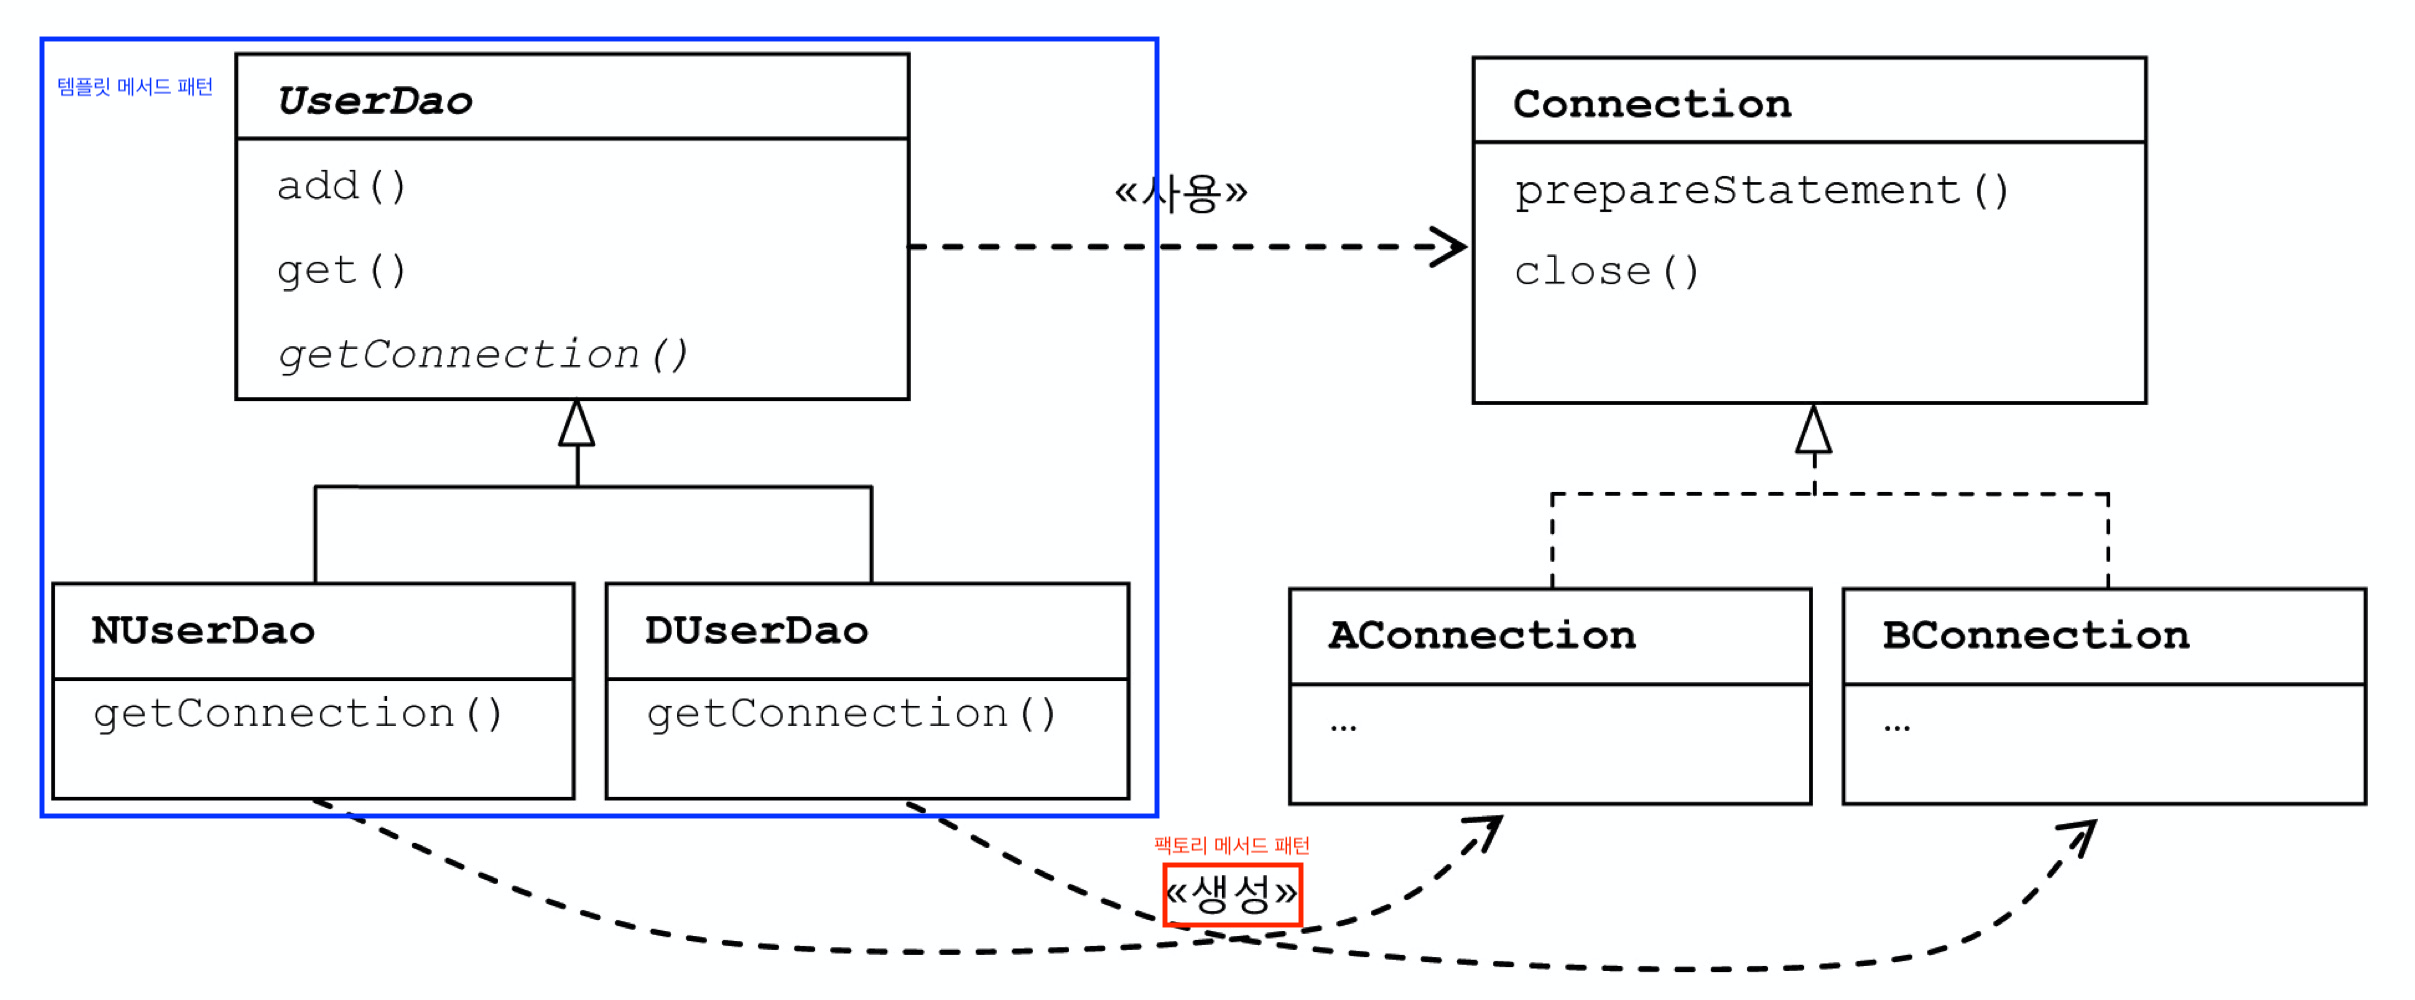 템플릿 메서드 패턴
UserDao
add()
get()
getConnection()
«사용»
Connection
prepareStatement()
close()
NUserDao
getConnection()
DUserDao
getConnection()
AConnection
…
BConnection
…
팩토리 메서드 패턴
«생성»